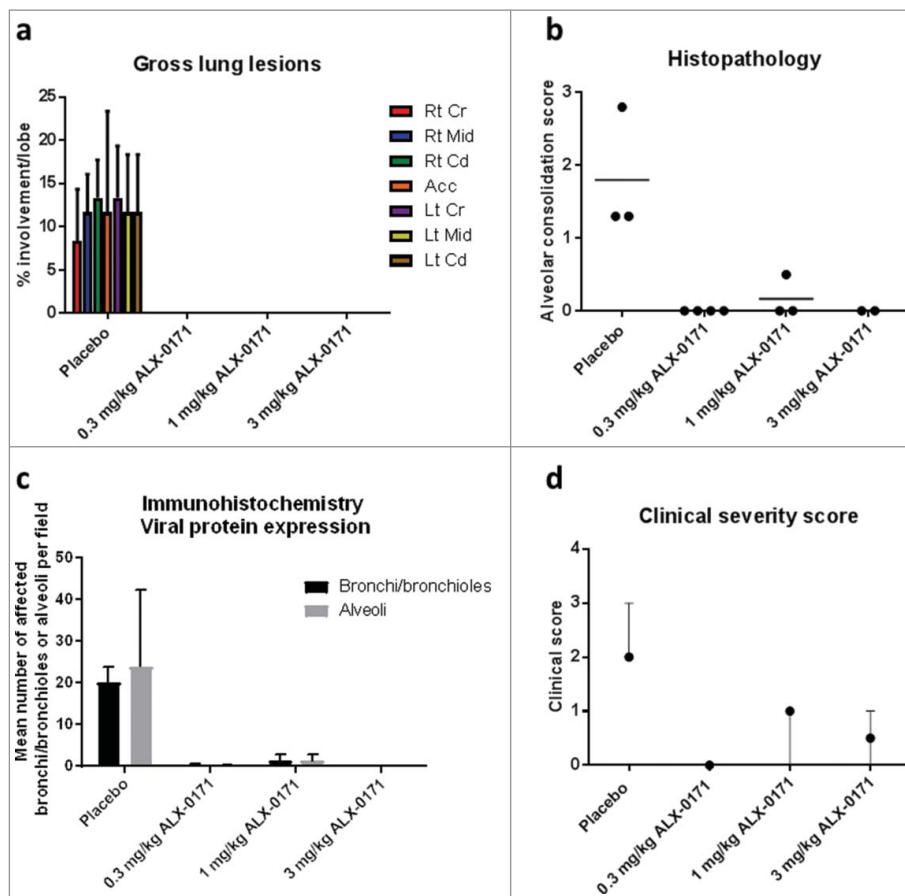 a
Gross lung lesions
% involvement/lobe
25
20
15
10
5
0
Rt Cr
Rt Mid
Rt Cd
Acc
Lt Cr
Lt Mid
Lt Cd
Placebo
0.3 mg/kg ALX-0171
1 mg/kg ALX-0171
3 mg/kg ALX-0171
b
Histopathology
Alveolar consolidation score
3
2
1
0
Placebo
0.3 mg/kg ALX-0171
1 mg/kg ALX-0171
3 mg/kg ALX-0171
c
Immunohistochemistry
Viral protein expression
Mean number of affected
bronchi/bronchioles or alveoli per field
50
40
30
20
10
0
Bronchi/bronchioles
Alveoli
Placebo
0.3 mg/kg ALX-0171
1 mg/kg ALX-0171
3 mg/kg ALX-0171
d
Clinical severity score
Clinical score
4
3
2
1
0
Placebo
0.3 mg/kg ALX-0171
1 mg/kg ALX-0171
3 mg/kg ALX-0171